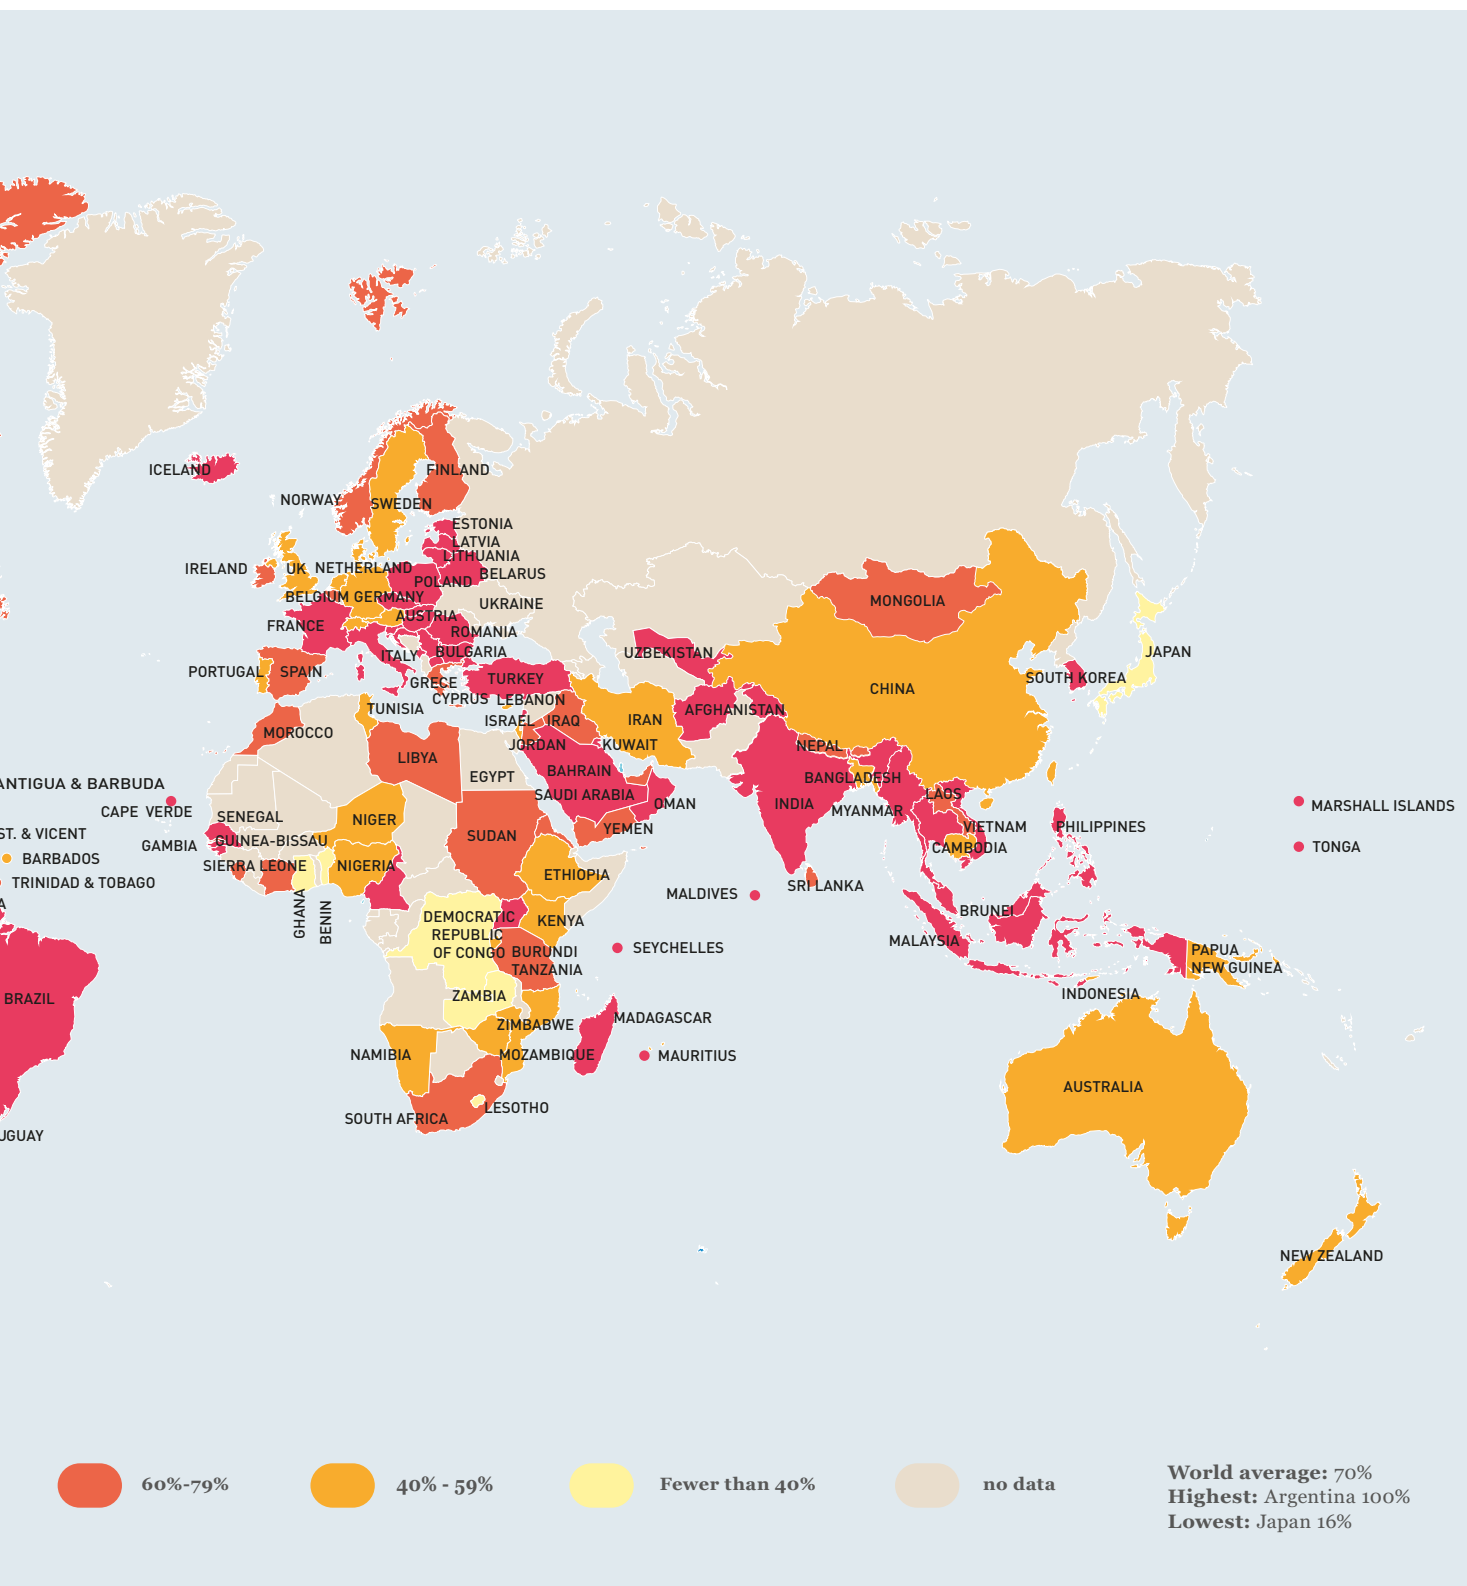 ICELAND
FINLAND
NORWAY
SWEDEN
ESTONIA
LATVIA
LITHUANIA
IRELAND
UK
NETHERLAND
BELARUS
POLAND
BELGIUM
GERMANY
UKRAINE
MONGOLIA
AUSTRIA
FRANCE
ROMANIA
ITALY
BULGARIA
UZBEKISTAN
JAPAN
PORTUGAL
SPAIN
TURKEY
SOUTH KOREA
GRECE
CHINA
CYPRUS
LEBANON
TUNISIA
AFGHANISTAN
ISRAEL
IRAQ
IRAN
MOROCCO
JORDAN
KUWAIT
NEPAL
LIBYA
BAHRAIN
EGYPT
BANGLADESH
ANTIGUA & BARBUDA
SAUDI ARABIA
LAOS
CAPE VERDE
OMAN
INDIA
MARSHALL ISLANDS
SENEGAL
NIGER
MYANMAR
ST. & VICENT
GUINEA-BISSAU
SUDAN
YEMEN
VIETNAM
PHILIPPINES
GAMBIA
CAMBODIA
TONGA
BARBADOS
SIERRA LEONE
NIGERIA
ETHIOPIA
TRINIDAD & TOBAGO
SRI LANKA
MALDIVES
A
GHANA
BENIN
DEMOCRATIC
REPUBLIC
OF CONGO
KENYA
BRUNEI
MALAYSIA
SEYCHELLES
BURUNDI
PAPUA
NEW GUINEA
TANZANIA
BRAZIL
ZAMBIA
INDONESIA
MADAGASCAR
ZIMBABWE
NAMIBIA
MOZAMBIQUE
MAURITIUS
AUSTRALIA
LESOTHO
SOUTH AFRICA
UGUAY
NEW ZEALAND
60%-79%
40% - 59%
Fewer than 40%
no data
World average: 70%
Highest: Argentina 100%
Lowest: Japan 16%